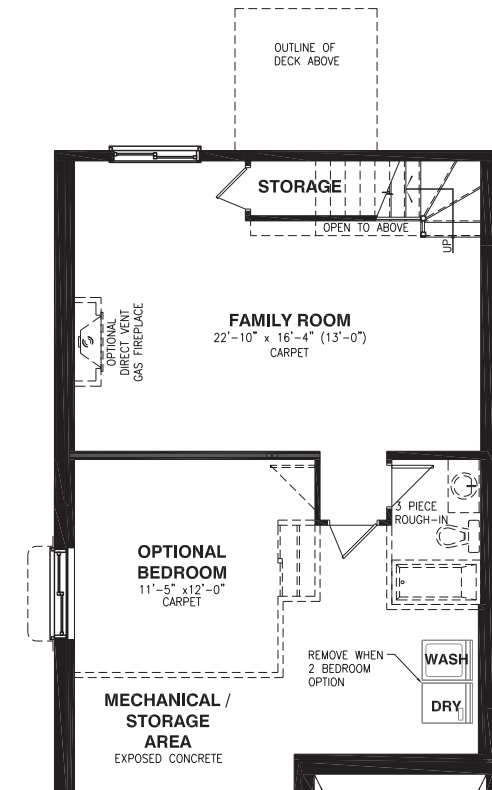 OUTLINE OF
DECK ABOVE
STORAGE
OPEN TO ABOVE
UP
FAMILY ROOM
22'-10" x 16'-4" (13'-0")
CARPET
OPTIONAL
DIRECT VENT
GAS FIREPLACE
3 PIECE
ROUGH-IN
OPTIONAL
BEDROOM
11'-5" x12'-0"
CARPET
REMOVE WHEN
2 BEDROOM
OPTION
WASH
DRY
MECHANICAL /
STORAGE
AREA
EXPOSED CONCRETE